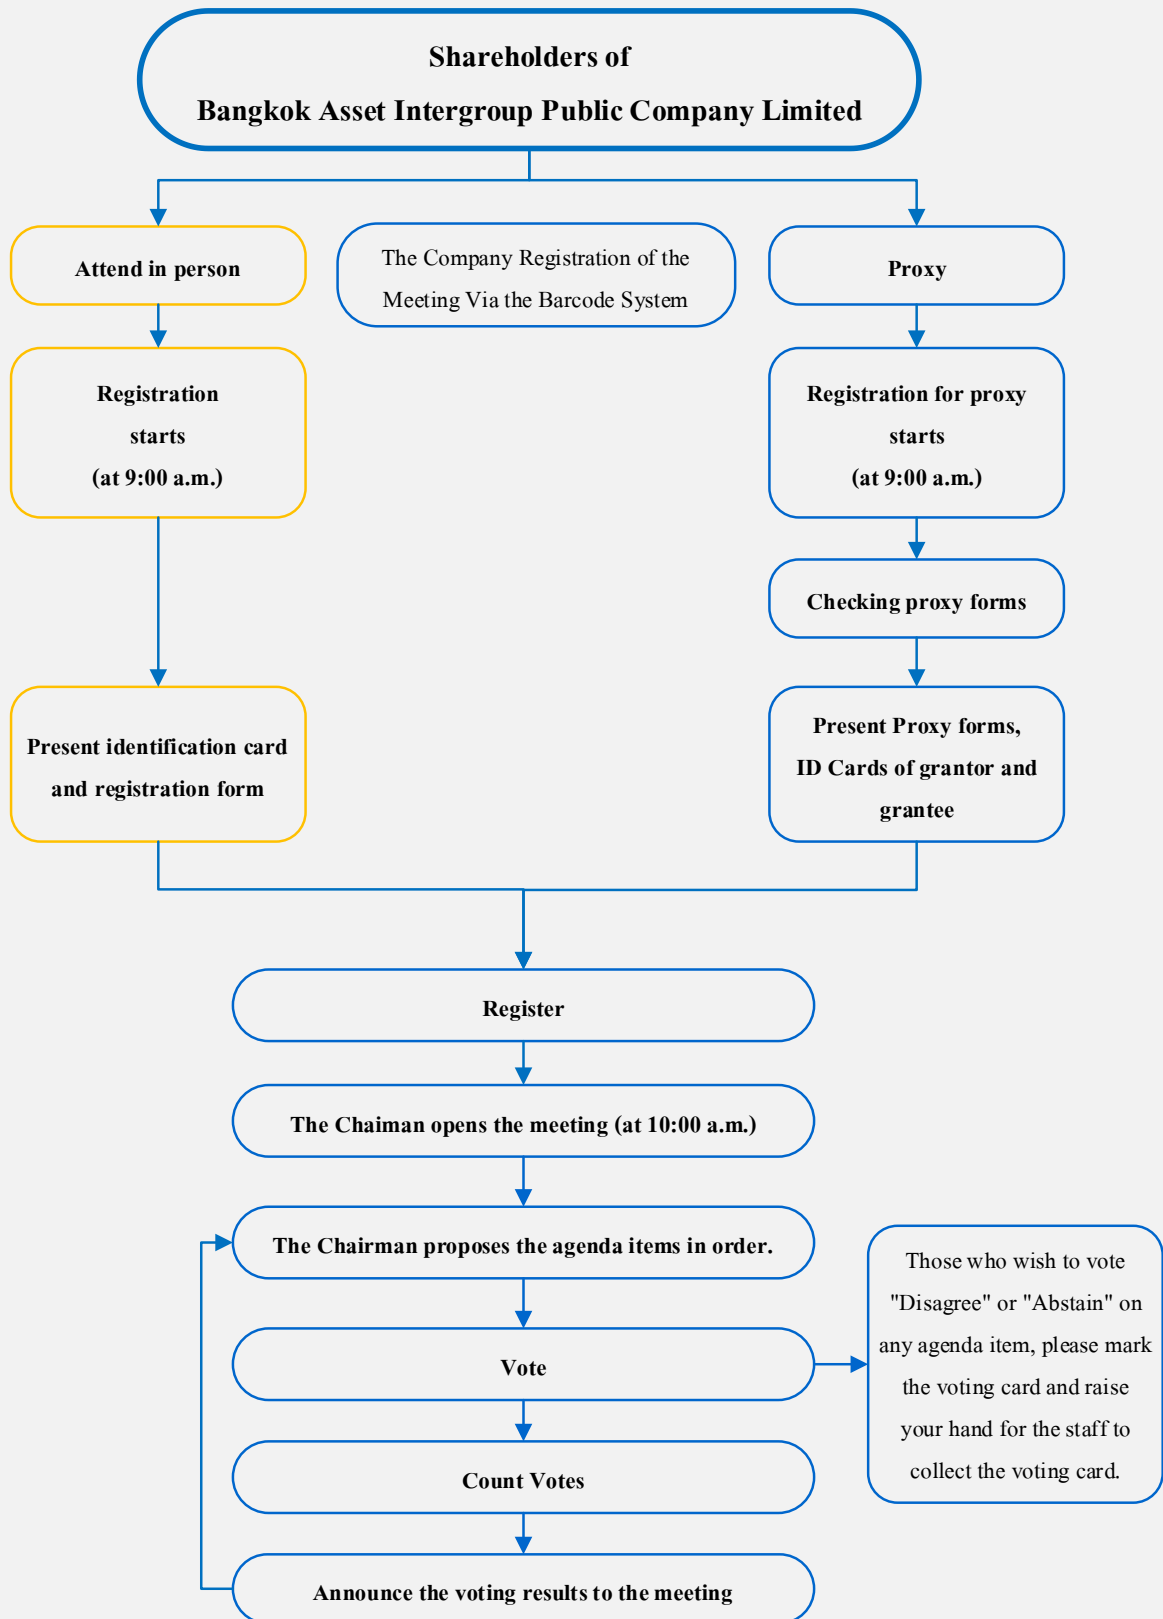 Shareholders of
Bangkok Asset Intergroup Public Company Limited
Attend in person
The Company Registration of the
Meeting Via the Barcode System
Proxy
Registration
starts
(at 9:00 a.m.)
Registration for proxy
starts
(at 9:00 a.m.)
Checking proxy forms
Present identification card
and registration form
Present Proxy forms,
ID Cards of grantor and
grantee
Register
The Chaiman opens the meeting (at 10:00 a.m.)
The Chairman proposes the agenda items in order.
Vote
Those who wish to vote
"Disagree" or "Abstain" on
any agenda item, please mark
the voting card and raise
your hand for the staff to
collect the voting card.
Count Votes
Announce the voting results to the meeting